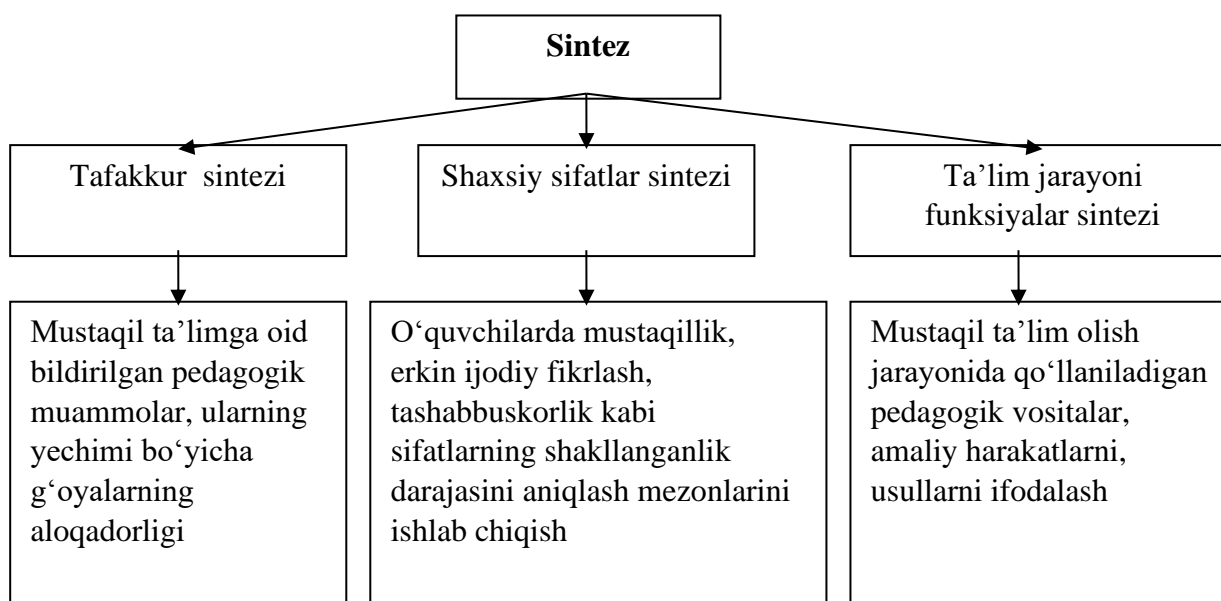 Sintez
Tafakkur sintezi
Shaxsiy sifatlar sintezi
Ta’lim jarayoni
funksiyalar sintezi
Mustaqil ta’limga oid
bildirilgan pedagogik
muammolar, ularning
yechimi bo‘yicha
g‘oyalarning
aloqadorligi
O‘quvchilarda mustaqillik,
erkin ijodiy fikrlash,
tashabbuskorlik kabi
sifatlarning shakllanganlik
darajasini aniqlash mezonlarini
ishlab chiqish
Mustaqil ta’lim olish
jarayonida qo‘llaniladigan
pedagogik vositalar,
amaliy harakatlarni,
usullarni ifodalash